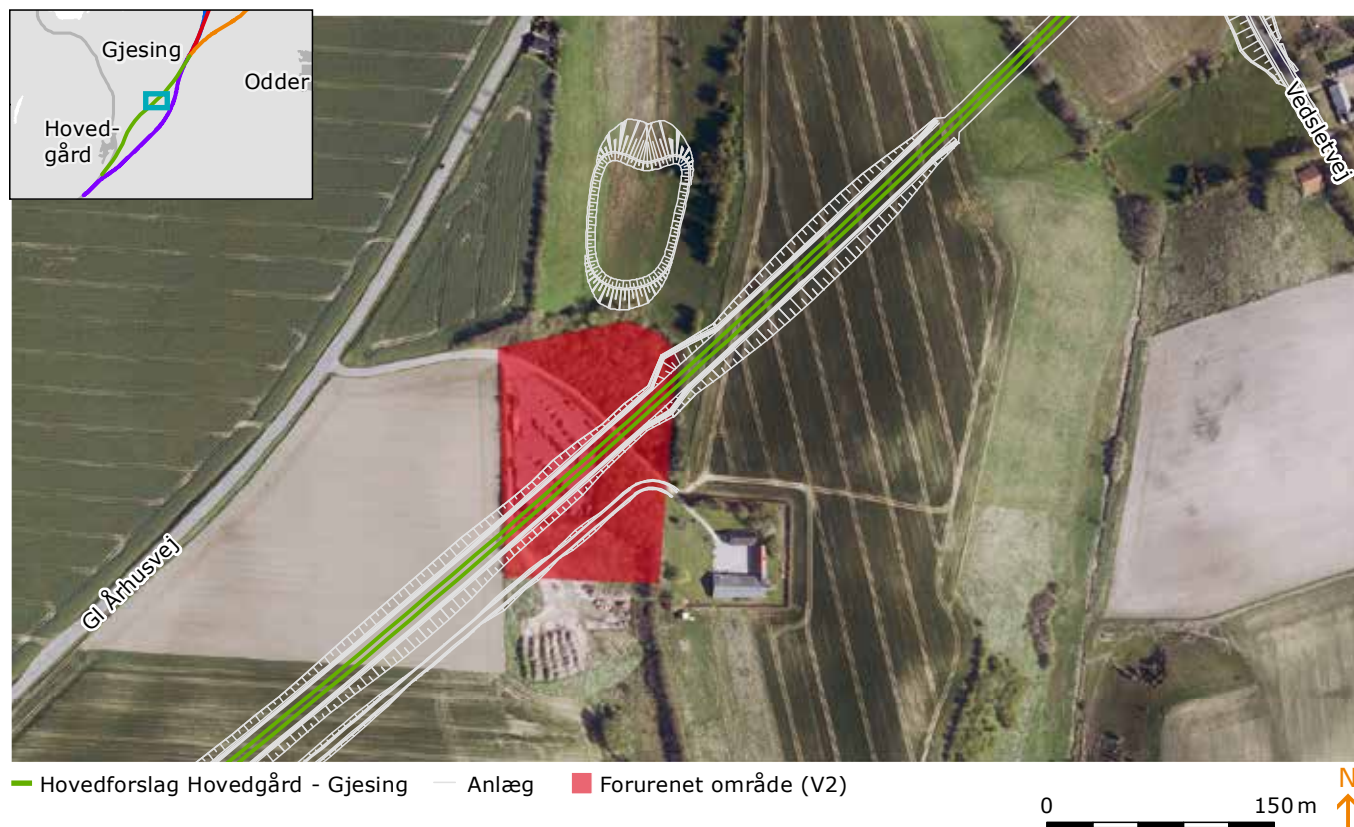 Gjesing
Odder
Hoved-
gård
Vedsletvej
Gl Århusvej
Hovedforslag Hovedgård - Gjesing
Anlæg
Forurenet område (V2)
0
150 m
N